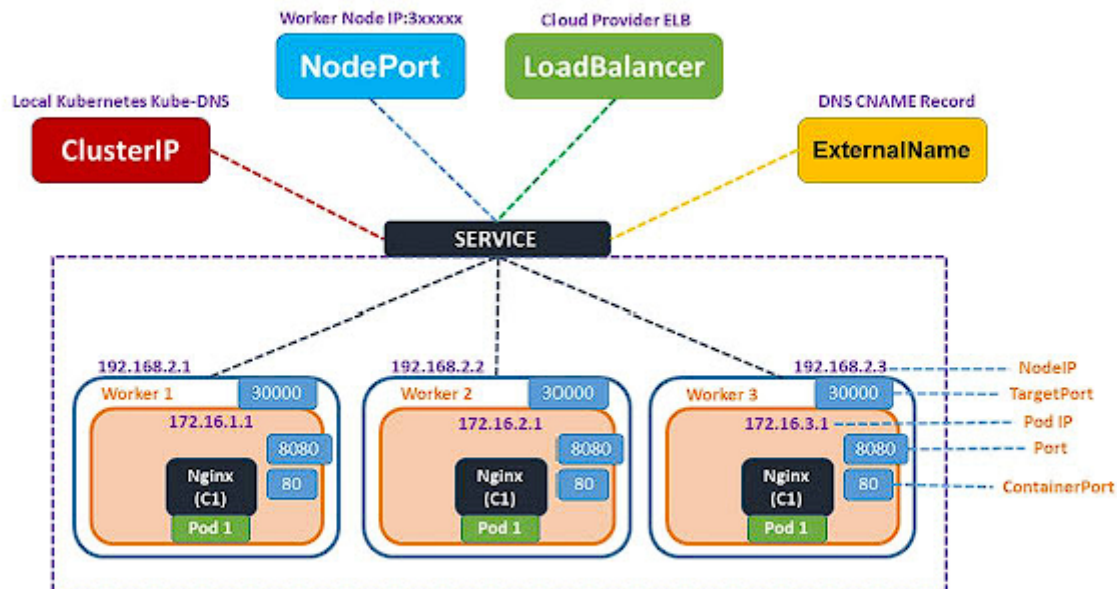 Worker Node IP:3xxxxx
Cloud Provider ELB
NodePort
LoadBalancer
Local Kubernetes Kube-DNS
DNS CNAME Record
ClusterIP
ExternalName
SERVICE
192.168.2.1
192.168.2.2
192.168.2.3
NodeIP
Worker 1
30000
Worker 2
30000
Worker 3
30000
TargetPort
172.16.1.1
172.16.2.1
172.16.3.1
Pod IP
8080
8080
8080
Port
Nginx
(C1)
80
Nginx
(C1)
80
Nginx
(C1)
80
ContainerPort
Pod 1
Pod 1
Pod 1